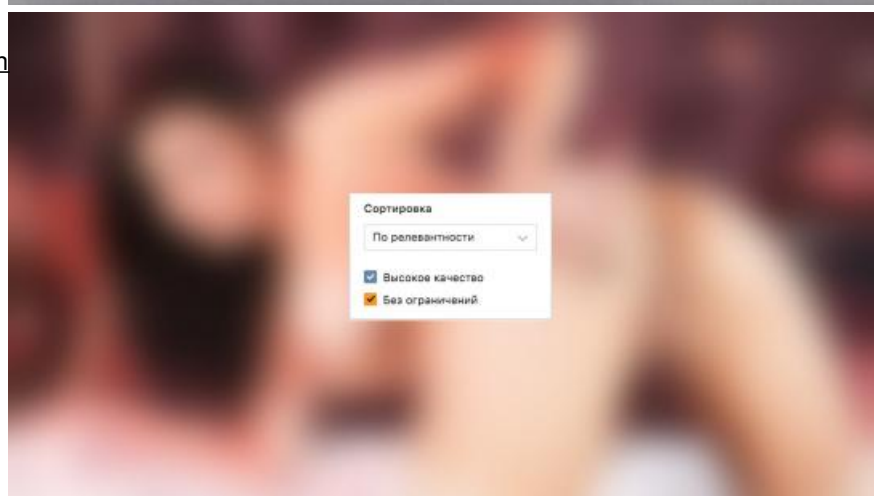 n
Сортировка
По релевантности
Высокое качество
Без ограничений